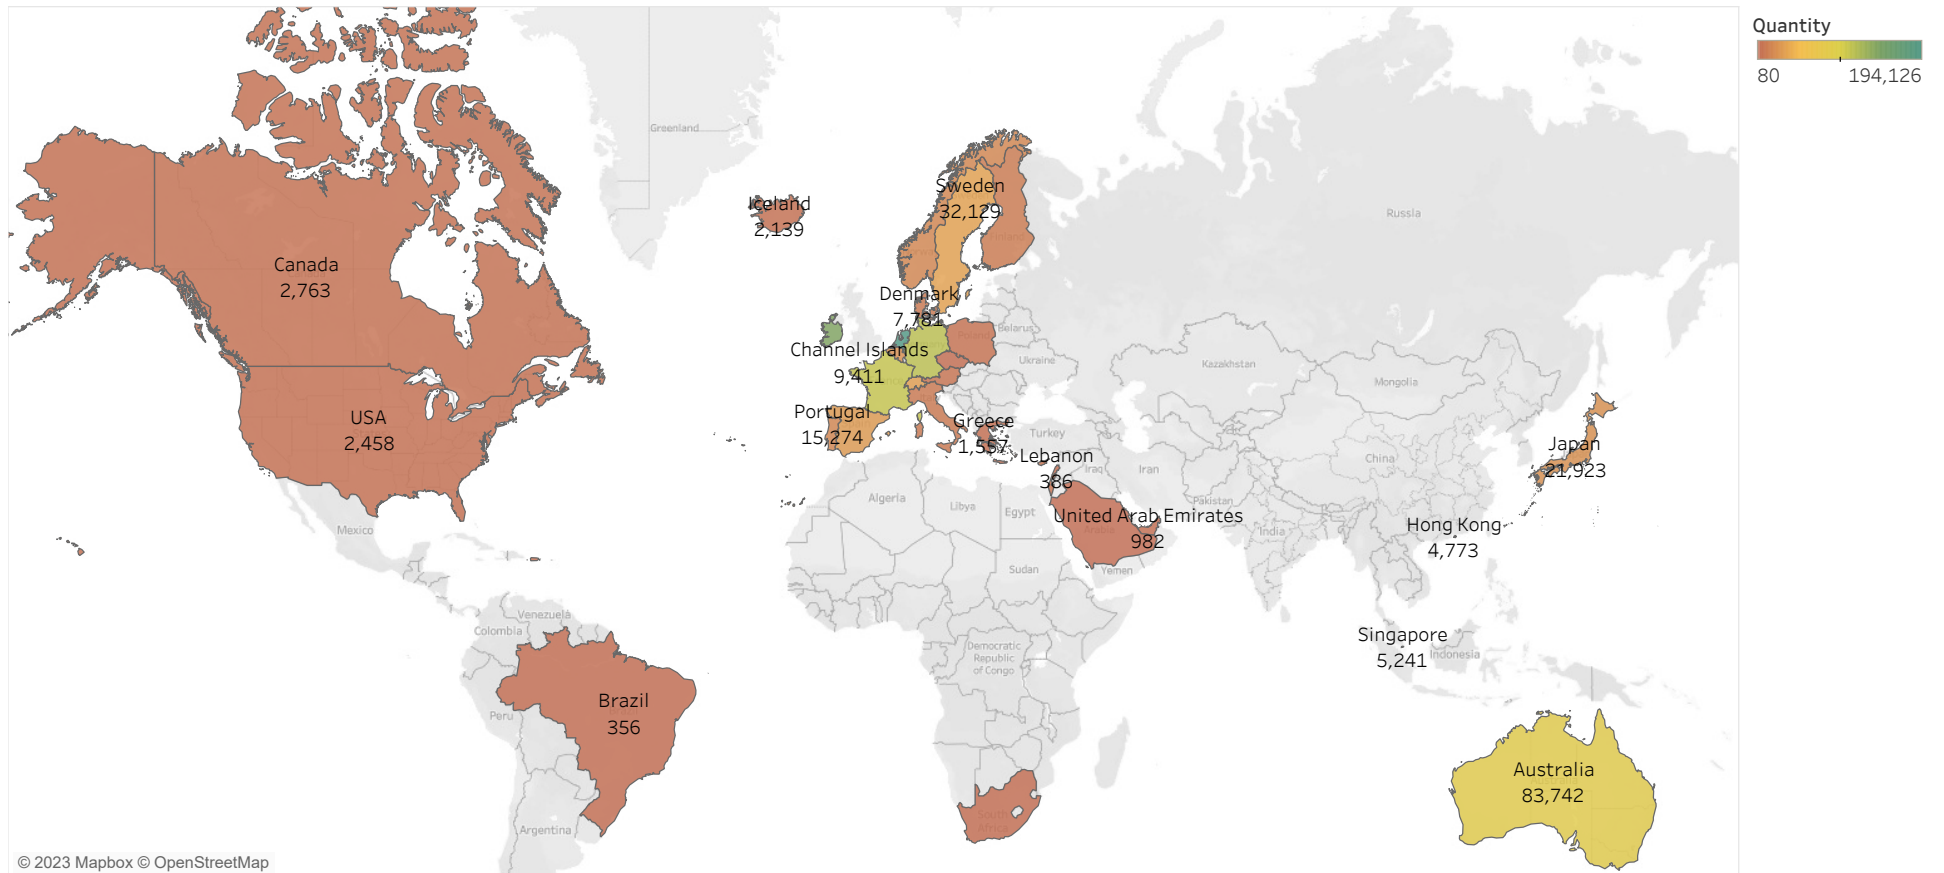 Quantity
80 194,126
Greenland
Sweden
32,129
Iceland
2,139
Russia
Canada
2,763
Denmark
7,781
Belarus
Channel Islands
9,411
Ukraine
Kazakhstan
Mongolia
USA
2,458
Portugal
15,274
Greece
1,557
Turkey
Lebanon
386
Iraq
Iran
China
Japan
21,923
Algeria
Libya
Egypt
Pakistan
United Arab Emirates
982
Arabia
India
Hong Kong
4,773
Mexico
Sudan
Yemen
Venezuela
Colombia
Singapore
5,241
Indonesia
Democratic
Republic
of Congo
Brazil
356
Peru
Australia
83,742
South
Africa
Argentina
© 2023 Mapbox © OpenStreetMap